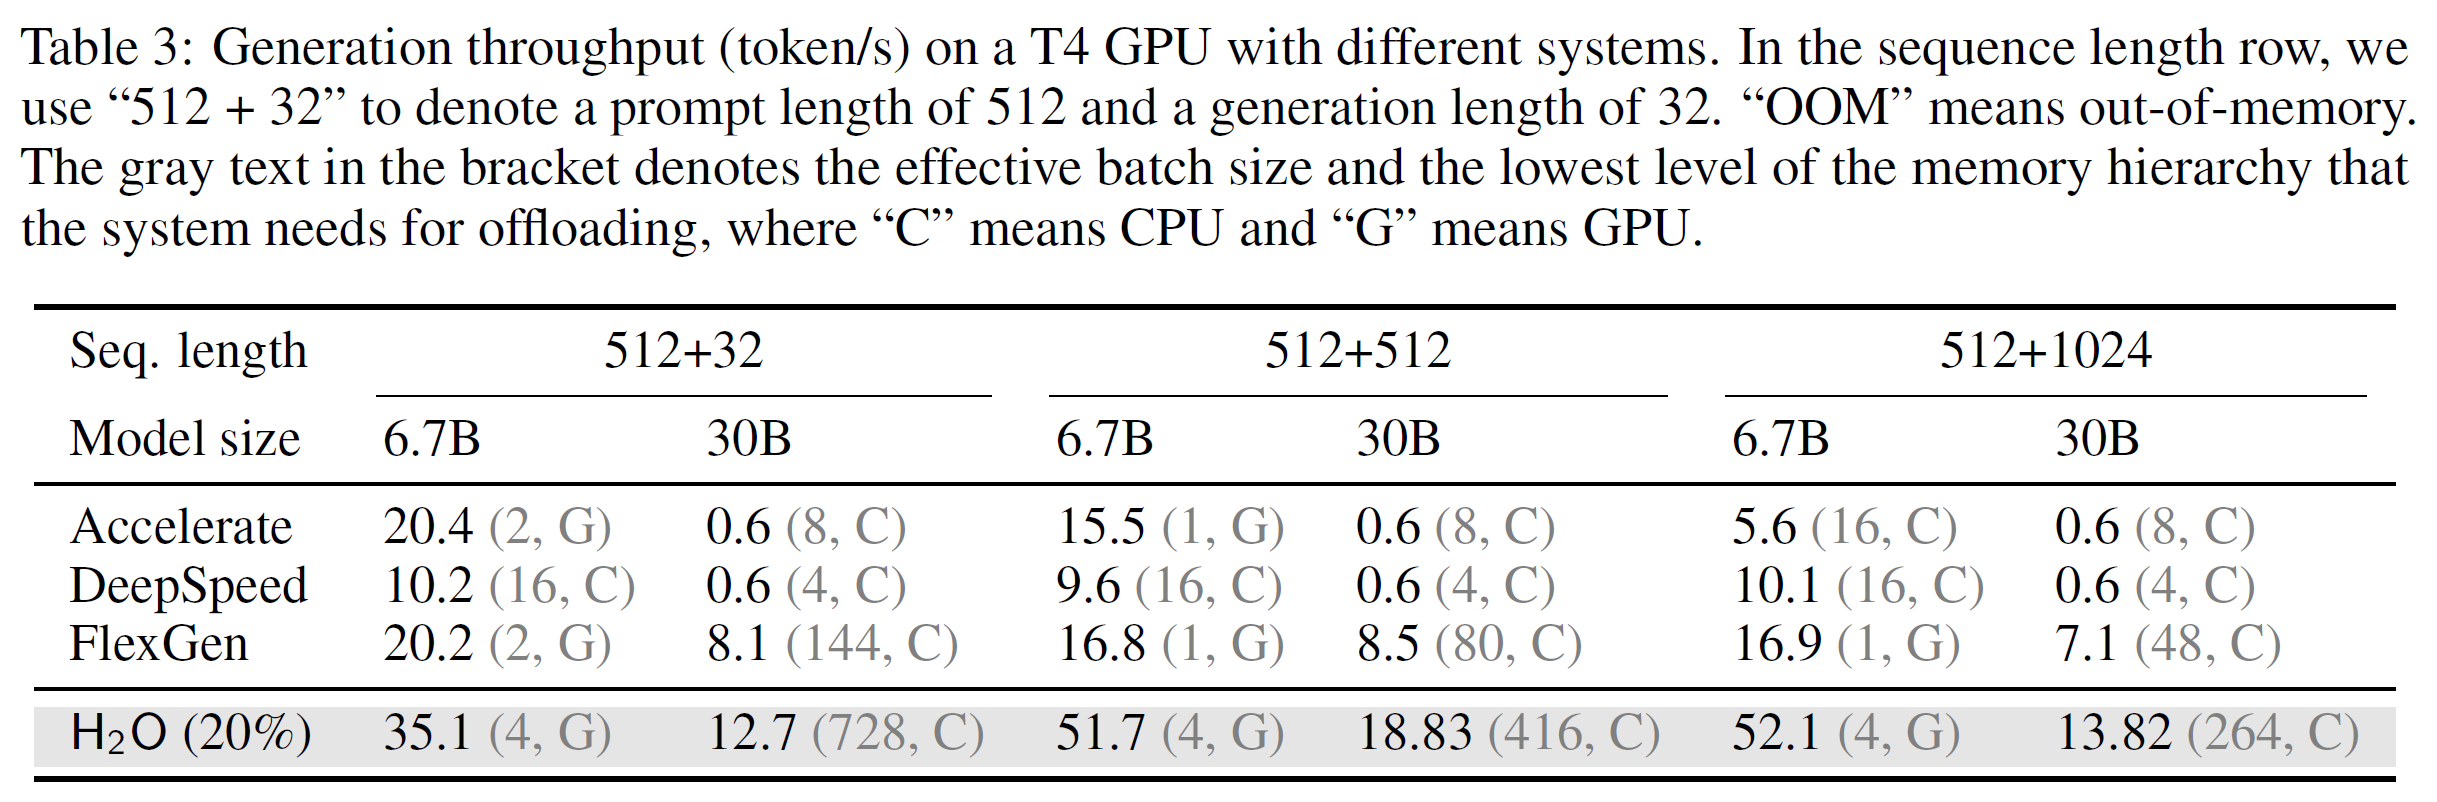 Table 3: Generation throughput (token/s) on a T4 GPU with different systems. In the sequence length row, we
use “512 + 32” to denote a prompt length of 512 and a generation length of 32. “OOM” means out-of-memory.
The gray text in the bracket denotes the effective batch size and the lowest level of the memory hierarchy that
the system needs for offloading, where “C” means CPU and “G” means GPU.
Seq. length 512+32 512+512 512+1024
Model size 6.7B 30B 6.7B 30B 6.7B 30B
Accelerate 20.4 (2, G) 0.6 (8, C) 15.5 (1, G) 0.6 (8, C) 5.6 (16, C) 0.6 (8, C)
DeepSpeed 10.2 (16, C) 0.6 (4, C) 9.6 (16, C) 0.6 (4, C) 10.1 (16, C) 0.6 (4, C)
FlexGen 20.2 (2, G) 8.1 (144, C) 16.8 (1, G) 8.5 (80, C) 16.9 (1, G) 7.1 (48, C)
H₂O (20%) 35.1 (4, G) 12.7 (728, C) 51.7 (4, G) 18.83 (416, C) 52.1 (4, G) 13.82 (264, C)